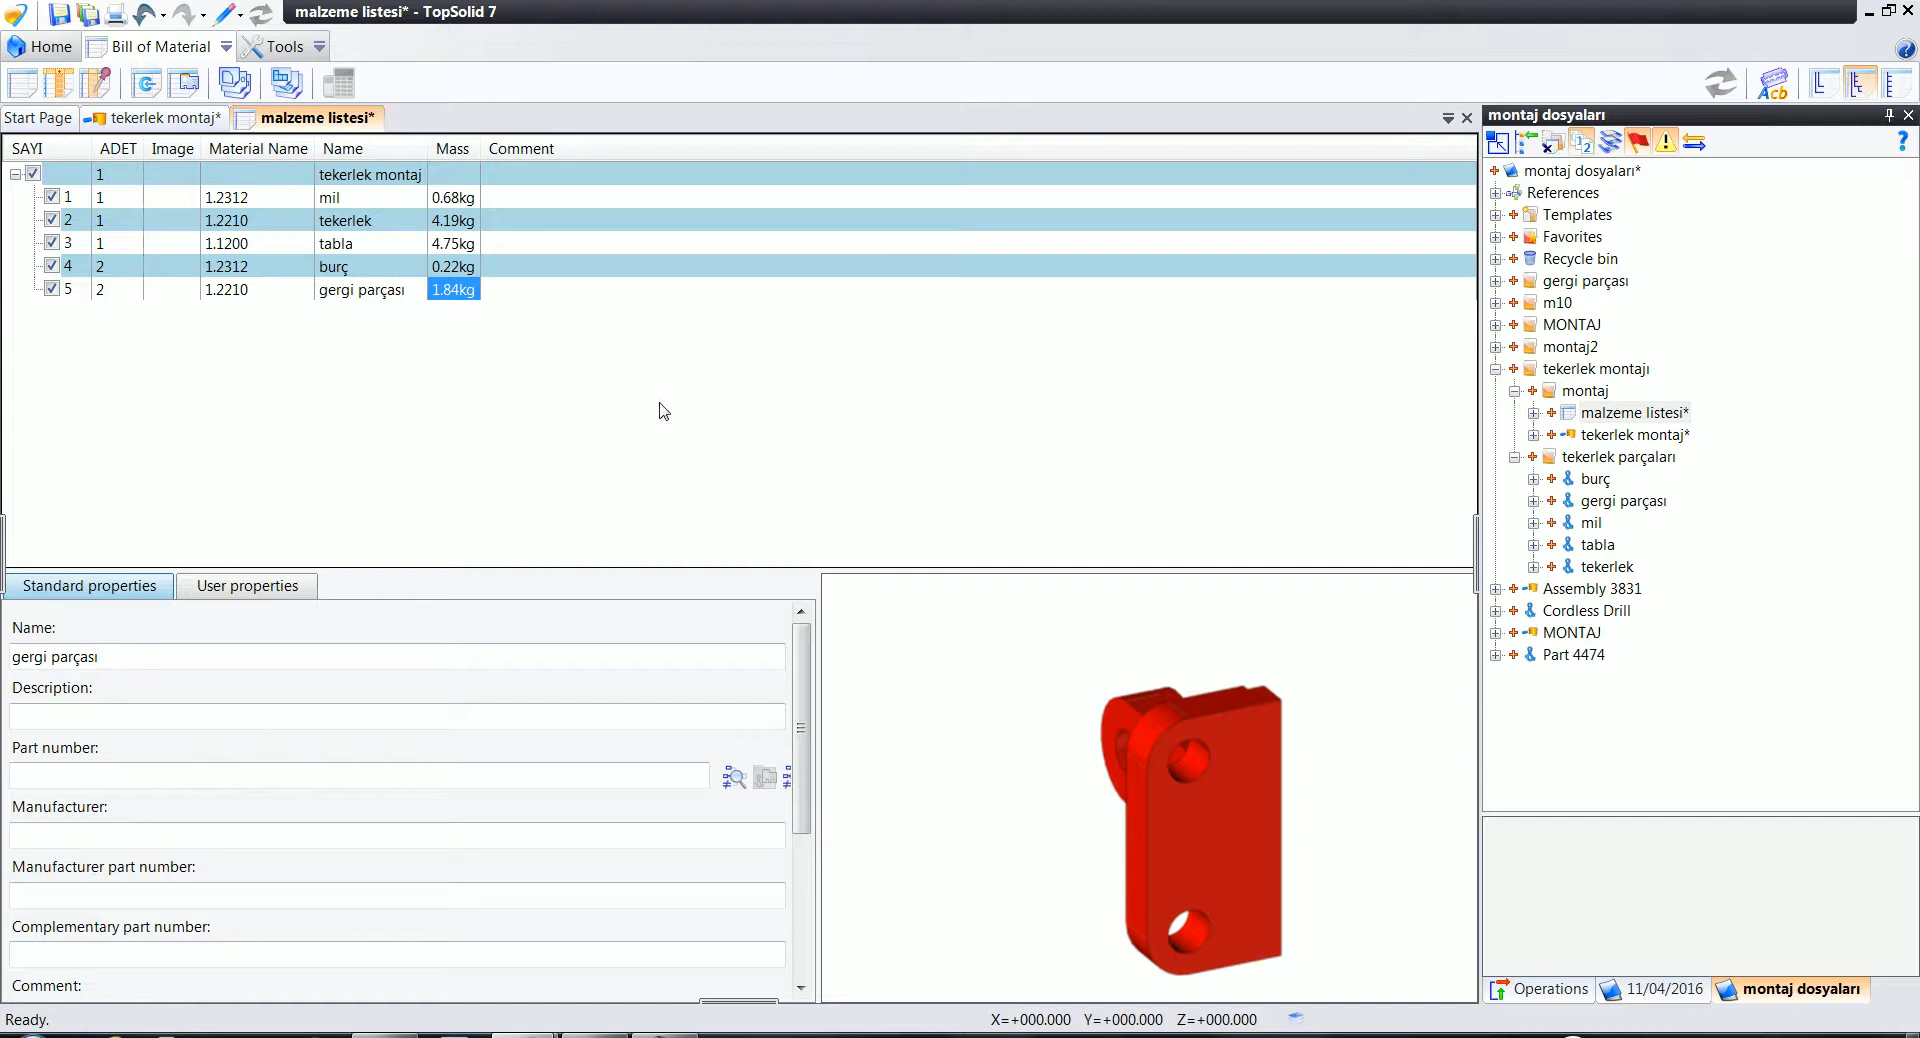 malzeme listesi* - TopSolid 7
Home Bill of Material Tools
Acb
Start Page tekerlek montaj* malzeme listesi*
SAYI ADET Image Material Name Name Mass Comment
1 tekerlek montaj
1 1 1.2312 mil 0.68kg
2 1 1.2210 tekerlek 4.19kg
3 1 1.1200 tabla 4.75kg
4 2 1.2312 burç 0.22kg
5 2 1.2210 gergi parçası 1.84kg
Standard properties User properties
Name:
gergi parçası
Description:
Part number:
Manufacturer:
Manufacturer part number:
Complementary part number:
Comment:
montaj dosyaları
montaj dosyaları*
References
Templates
Favorites
Recycle bin
gergi parçası
m10
MONTAJ
montaj2
tekerlek montajı
montaj
malzeme listesi*
tekerlek montaj*
tekerlek parçaları
burç
gergi parçası
mil
tabla
tekerlek
Assembly 3831
Cordless Drill
MONTAJ
Part 4474
Operations 11/04/2016 montaj dosyaları
Ready. X=+000.000 Y=+000.000 Z=+000.000